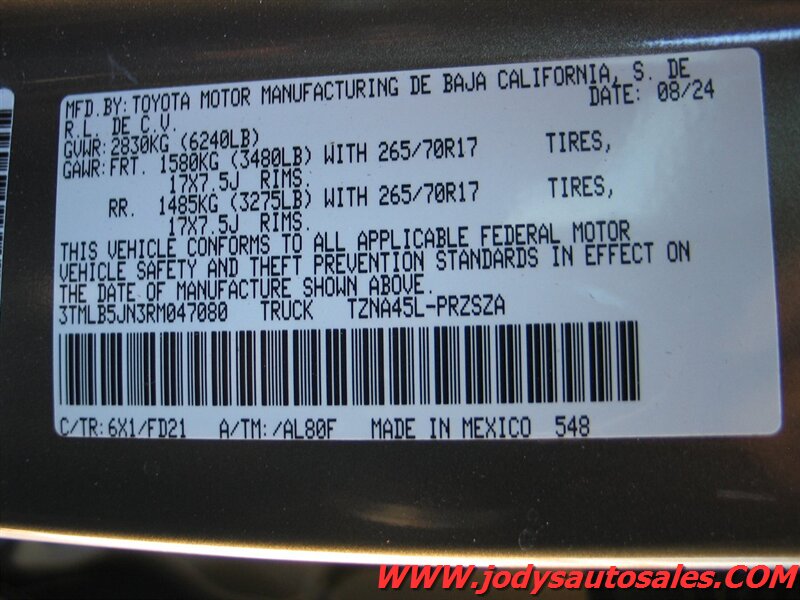 MFD.BY: TOYOTA MOTOR MANUFACTURING DE BAJA CALIFORNIA, S. DE
R.L. DE C.V. DATE: 08/24
GVWR: 2830KG (6240LB)
GAWR: FRT. 1580KG (3480LB) WITH 265/70R17 TIRES,
17X7.5J RIMS.
RR. 1485KG (3275LB) WITH 265/70R17 TIRES,
17X7.5J RIMS.
THIS VEHICLE CONFORMS TO ALL APPLICABLE FEDERAL MOTOR
VEHICLE SAFETY AND THEFT PREVENTION STANDARDS IN EFFECT ON
THE DATE OF MANUFACTURE SHOWN ABOVE.
3TMLB5JN3RM047080 TRUCK TZNA45L-PRZSZA
C/TR: 6X1/FD21 A/TM: /AL80F MADE IN MEXICO 548
WWW.jodysautosales.COM